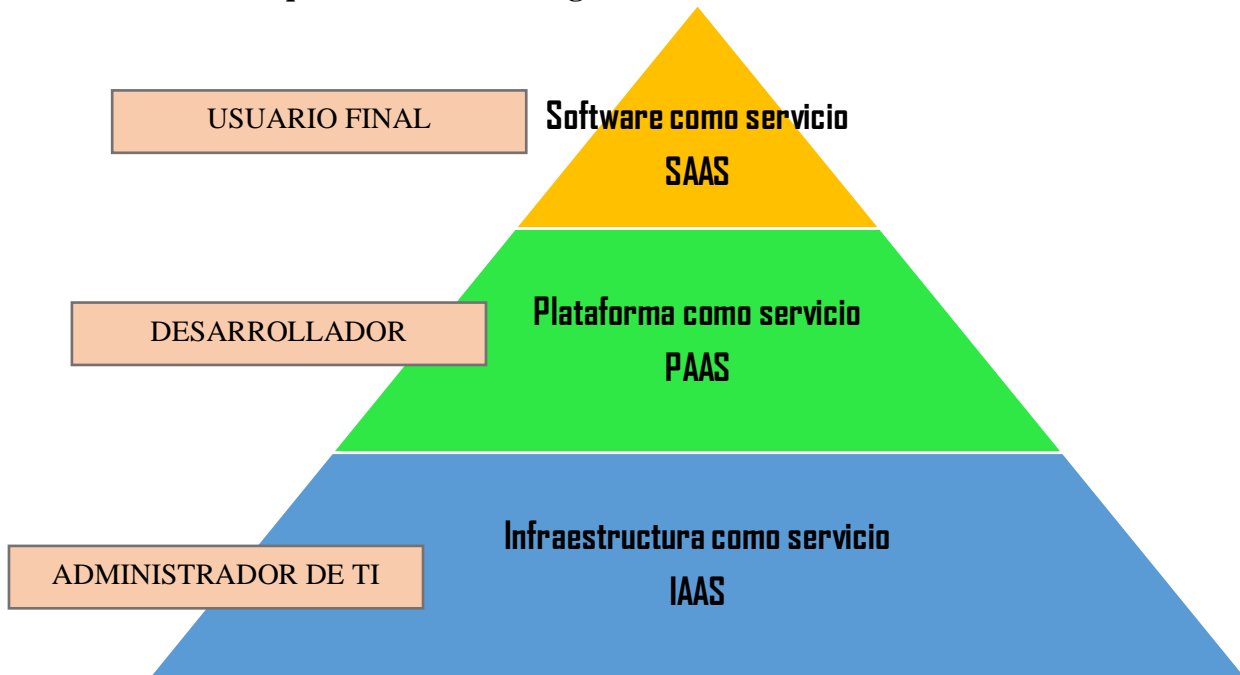 USUARIO FINAL
Software como servicio
SAAS
DESARROLLADOR
Plataforma como servicio
PAAS
ADMINISTRADOR DE TI
Infraestructura como servicio
IAAS